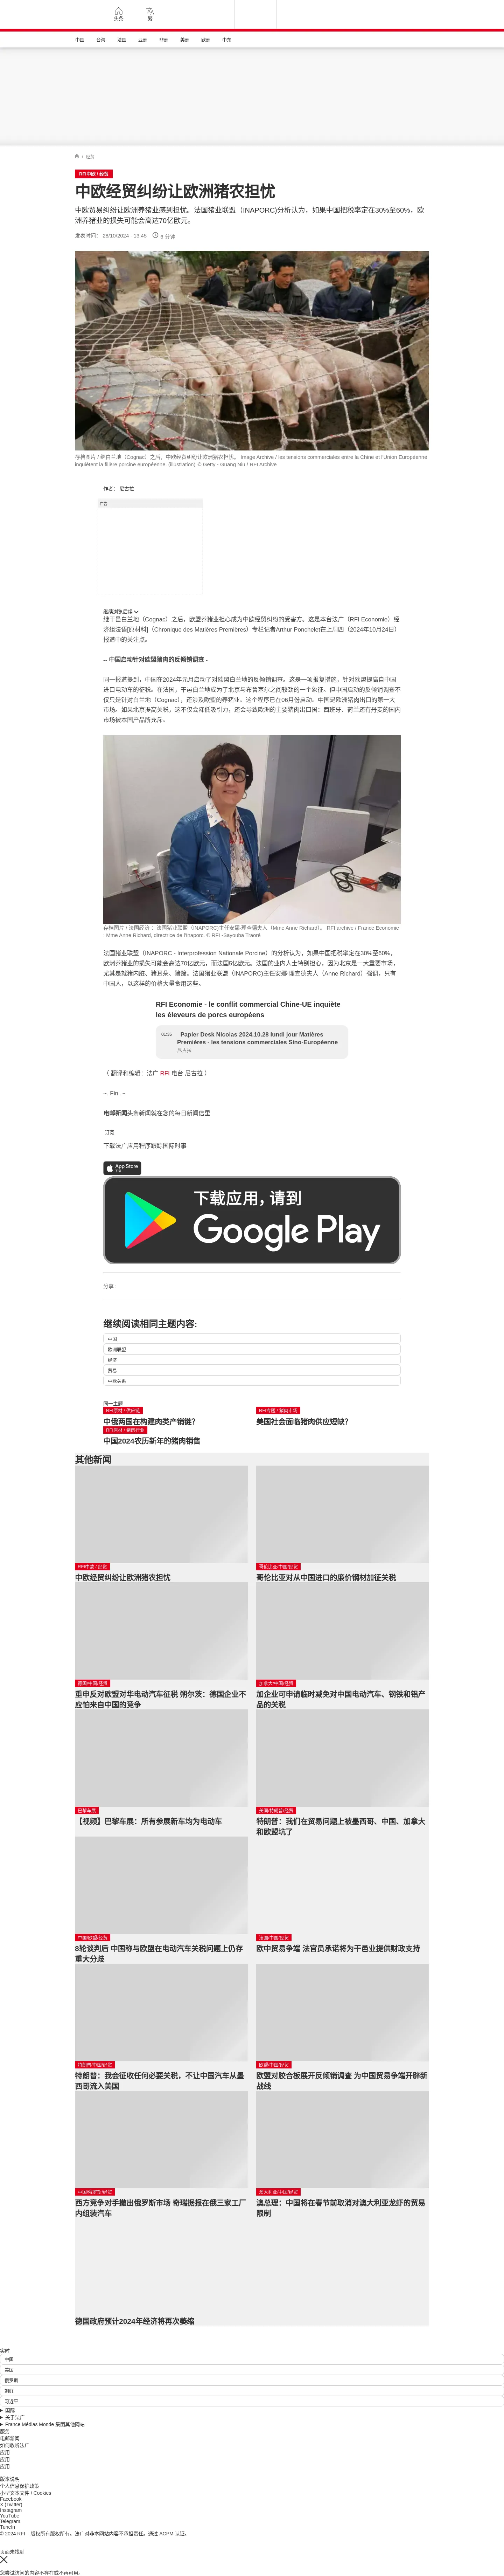 头条
繁
中国
台海
法国
亚洲
非洲
美洲
欧洲
中东
/ 经贸
RFI中欧 / 经贸
中欧经贸纠纷让欧洲猪农担忧
中欧贸易纠纷让欧洲养猪业感到担忧。法国猪业联盟（INAPORC)分析认为，如果中国把税率定在30%至60%，欧
洲养猪业的损失可能会高达70亿欧元。
发表时间： 29/10/2024 - 13:45
6 分钟
存档图片 / 继白兰地（Cognac）之后，中欧经贸纠纷让欧洲猪农担忧。 Image Archive / les tensions commerciales entre la Chine et l'Union Européenne
inquiètent la filière porcine européenne. (illustration) © Getty - Guang Niu / RFI Archive
作者： 尼古拉
广告
继续浏览后续
继干邑白兰地（Cognac）之后，欧盟养猪业担心成为中欧经贸纠纷的受害方。这是本台法广（RFI Economie）经
济组法语[原材料]（Chronique des Matières Premières）专栏记者Arthur Ponchelet在上周四（2024年10月24日）
报道中的关注点。
-- 中国启动针对欧盟猪肉的反倾销调查 -
同一报道提到，中国在2024年元月启动了对欧盟白兰地的反倾销调查。这是一项报复措施，针对欧盟提高自中国
进口电动车的征税。在法国，干邑白兰地成为了北京与布鲁塞尔之间较劲的一个象征。但中国启动的反倾销调查不
仅只是针对白兰地（Cognac），还涉及欧盟的养猪业，这个程序已在06月份启动。中国是欧洲猪肉出口的第一大
市场。如果北京提高关税，这不仅会降低吸引力，还会导致欧洲的主要猪肉出口国：西班牙、荷兰还有丹麦的国内
市场被本国产品所充斥。
存档图片 / 法国经济 ：法国猪业联盟（INAPORC)主任安娜·理查德夫人（Mme Anne Richard）。 RFI archive / France Economie
: Mme Anne Richard, directrice de l'Inaporc. © RFI -Sayouba Traoré
法国猪业联盟（INAPORC - Interprofession Nationale Porcine）的分析认为，如果中国把税率定在30%至60%，
欧洲养猪业的损失可能会高达70亿欧元，而法国5亿欧元。法国的业内人士特别担心，因为北京是一大重要市场，
尤其是就猪内脏、猪耳朵、猪蹄。法国猪业联盟（INAPORC)主任安娜·理查德夫人（Anne Richard）强调，只有
中国人，以这样的价格大量食用这些。
RFI Economie - le conflit commercial Chine-UE inquiète
les éleveurs de porcs européens
01:38
_Papier Desk Nicolas 2024.10.28 lundi jour Matières
Premières - les tensions commerciales Sino-Européenne
尼古拉
（ 翻译和编辑：法广 RFI 电台 尼古拉 ）
~. Fin .~
电邮新闻头条新闻就在您的每日新闻信里
订阅
下载法广应用程序跟踪国际时事
App Store
下载
下载应用，请到
Google Play
分享 :
继续阅读相同主题内容:
中国
欧洲联盟
经济
贸易
中欧关系
同一主题
RFI原材 / 供应链
中俄两国在构建肉类产销链?
RFI专题 / 猪肉市场
美国社会面临猪肉供应短缺?
RFI原材 / 猪肉行业
中国2024农历新年的猪肉销售
其他新闻
RFI中欧 / 经贸
中欧经贸纠纷让欧洲猪农担忧
哥伦比亚/中国/经贸
哥伦比亚对从中国进口的廉价钢材加征关税
德国/中国/经贸
重申反对欧盟对华电动汽车征税 朔尔茨：德国企业不
应怕来自中国的竞争
加拿大/中国/经贸
加企业可申请临时减免对中国电动汽车、钢铁和铝产
品的关税
巴黎车展
【视频】巴黎车展：所有参展新车均为电动车
美国/特朗普/经贸
特朗普：我们在贸易问题上被墨西哥、中国、加拿大
和欧盟坑了
中国/欧盟/经贸
8轮谈判后 中国称与欧盟在电动汽车关税问题上仍存
重大分歧
法国/中国/经贸
欧中贸易争端 法官员承诺将为干邑业提供财政支持
特朗普/中国/经贸
特朗普：我会征收任何必要关税，不让中国汽车从墨
西哥流入美国
欧盟/中国/经贸
欧盟对胶合板展开反倾销调查 为中国贸易争端开辟新
战线
中国/俄罗斯/经贸
西方竞争对手撤出俄罗斯市场 奇瑞据报在俄三家工厂
内组装汽车
澳大利亚/中国/经贸
澳总理：中国将在春节前取消对澳大利亚龙虾的贸易
限制
德国政府预计2024年经济将再次萎缩
实时
中国
美国
俄罗斯
朝鲜
习近平
国际
关于法广
France Médias Monde 集团其他网站
服务
电邮新闻
如何收听法广
应用
应用
应用
版本说明
个人信息保护政策
小型文本文件 / Cookies
Facebook
X (Twitter)
Instagram
YouTube
Telegram
TuneIn
© 2024 RFI – 版权所有版权所有。法广对非本网站内容不承担责任。通过 ACPM 认证。
页面未找到
您尝试访问的内容不存在或不再可用。